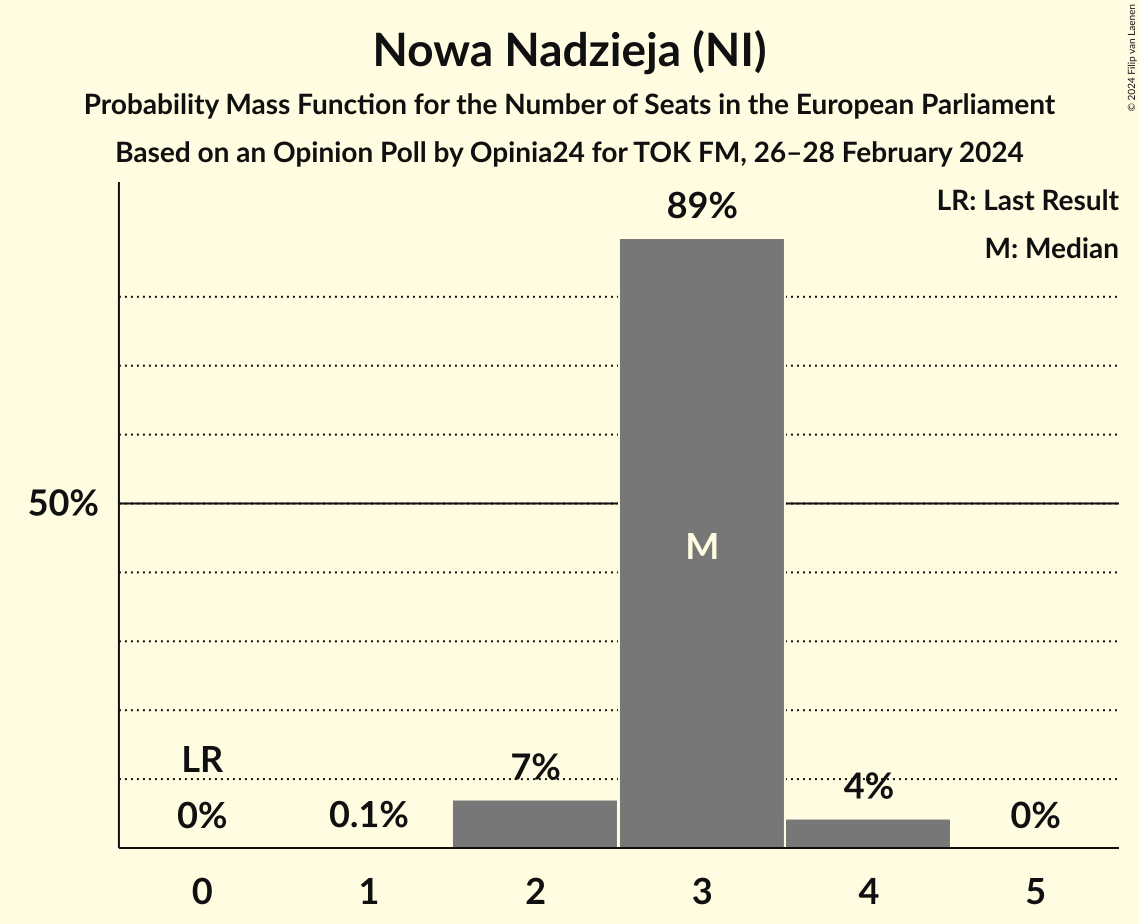 Nowa Nadzieja (NI)
Probability Mass Function for the Number of Seats in the European Parliament
Based on an Opinion Poll by Opinia24 for TOK FM, 26–28 February 2024
© 2024 Filip van Laenen
LR: Last Result
M: Median
89%
50%
M
LR
0%
0.1%
7%
4%
0%
0 1 2 3 4 5